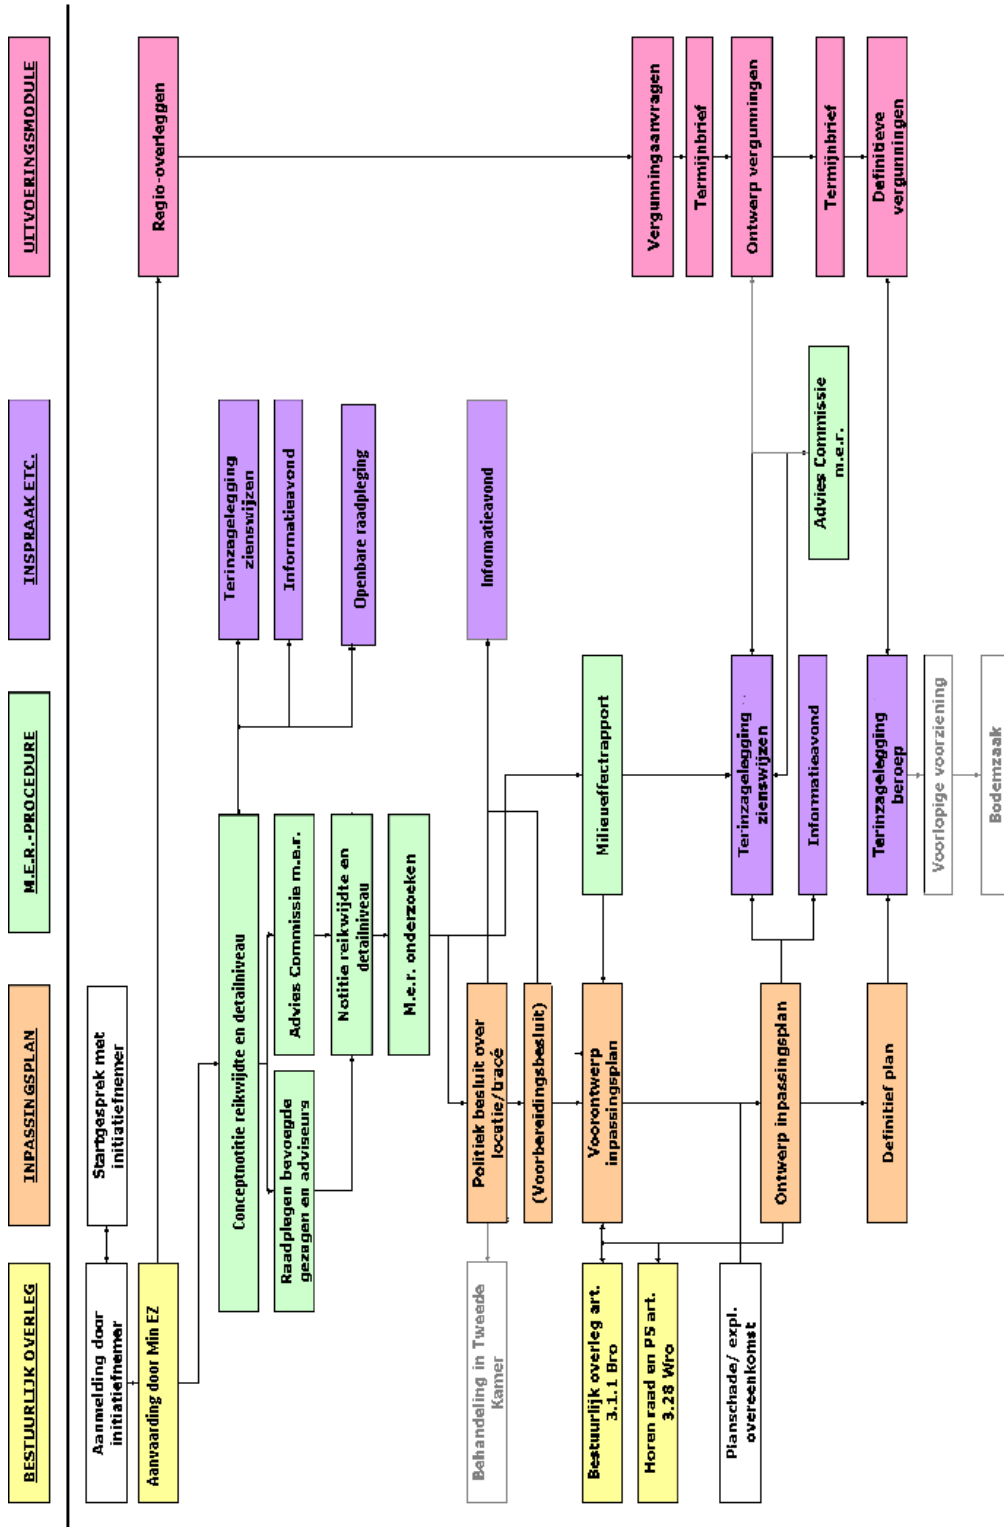 BESTUURLIJK OVERLEG
INPASSINGSPLAN
M.E.R.-PROCEDURE
INSPRAAK ETC.
UITVOERINGSMODULE
Aanmelding door
initiatiefnemer
Startgesprek met
initiatiefnemer
Aanvaarding door Min EZ
Regio-overleggen
Conceptnotitie reikwijdte en detailniveau
Terinzagelegging
zienswijzen
Raadplegen bevoegde
gezagen en adviseurs
Advies Commissie m.e.r.
Informatieavond
Notitie reikwijdte en
detailniveau
Openbare raadpleging
M.e.r. onderzoeken
Behandeling in Tweede
Kamer
Politiek besluit over
locatie/tracé
Informatieavond
(Voorbereidingsbesluit)
Bestuurlijk overleg art.
3.1.1 Bro
Voorontwerp
inpassingsplan
Milieueffectrapport
Horen raad en PS art.
3.28 Wro
Vergunningaanvragen
Termijnbrief
Planschade/ expl.
overeenkomst
Ontwerp inpassingsplan
Terinzagelegging
zienswijzen
Ontwerp vergunningen
Informatieavond
Advies Commissie
m.e.r.
Termijnbrief
Definitief plan
Terinzagelegging
beroep
Definitieve
vergunningen
Voorlopige voorziening
Bodemzaak